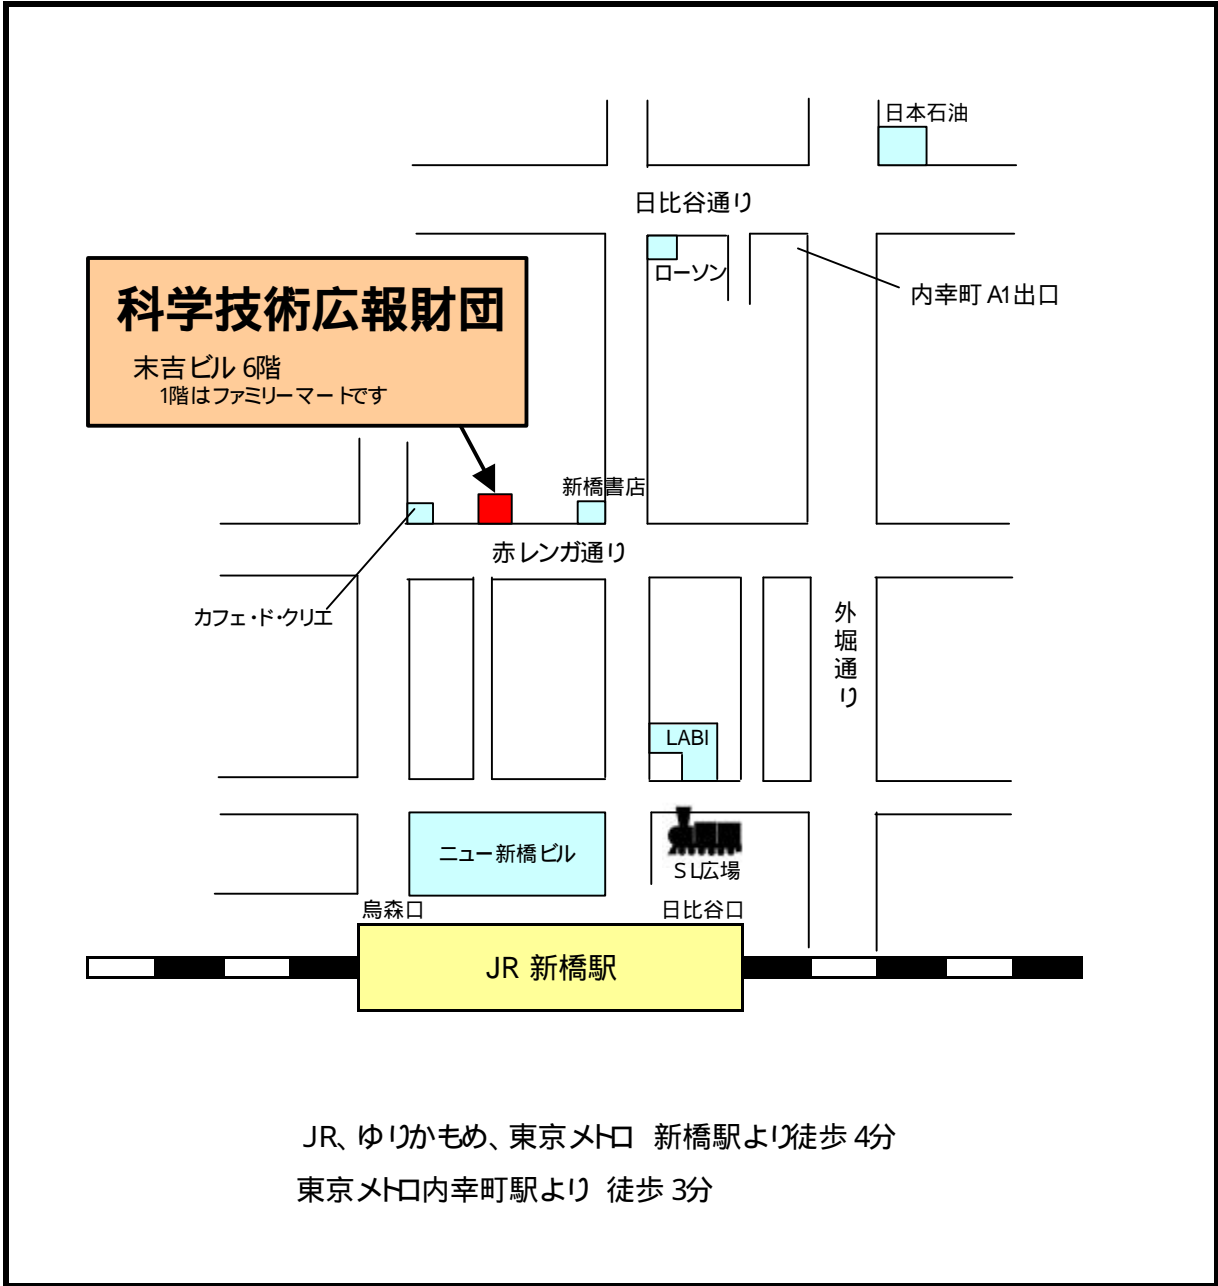 日本石油
日比谷通り
ローソン
内幸町 A1出口
科学技術広報財団
末吉ビル 6階
1階はファミリーマートです
新橋書店
赤レンガ通り
カフェ・ド・クリエ
外堀通り
LABI
ニュー新橋ビル
SL広場
烏森口
日比谷口
JR 新橋駅
JR、ゆりかもめ、東京メトロ 新橋駅より徒歩 4分
東京メトロ内幸町駅より 徒歩 3分